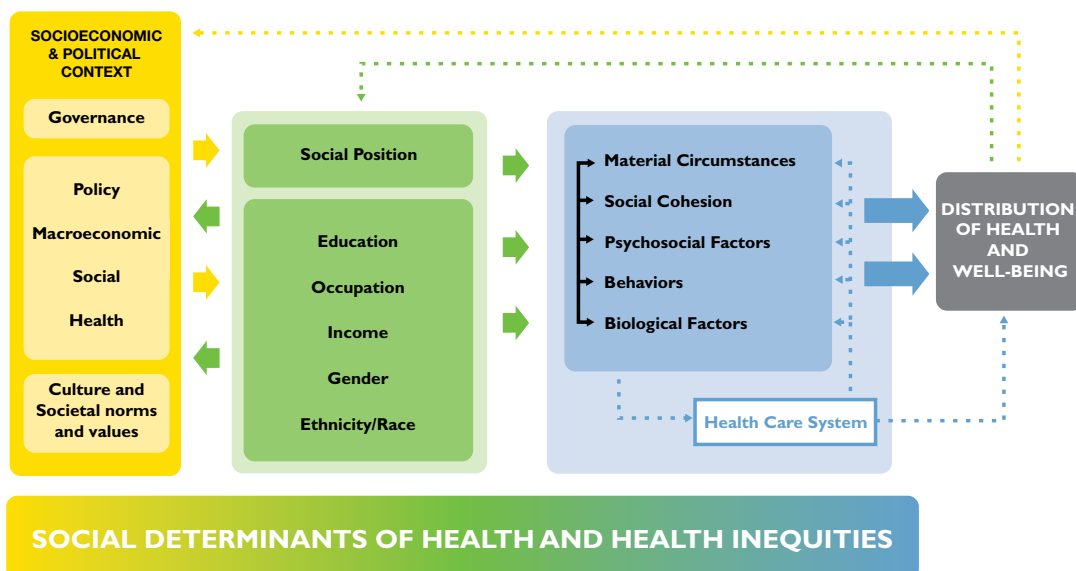 SOCIOECONOMIC
& POLITICAL
CONTEXT
Governance
Policy
Macroeconomic
Social
Health
Culture and
Societal norms
and values
Social Position
Education
Occupation
Income
Gender
Ethnicity/Race
Material Circumstances
Social Cohesion
Psychosocial Factors
Behaviors
Biological Factors
Health Care System
DISTRIBUTION
OF HEALTH
AND
WELL-BEING
SOCIAL DETERMINANTS OF HEALTH AND HEALTH INEQUITIES